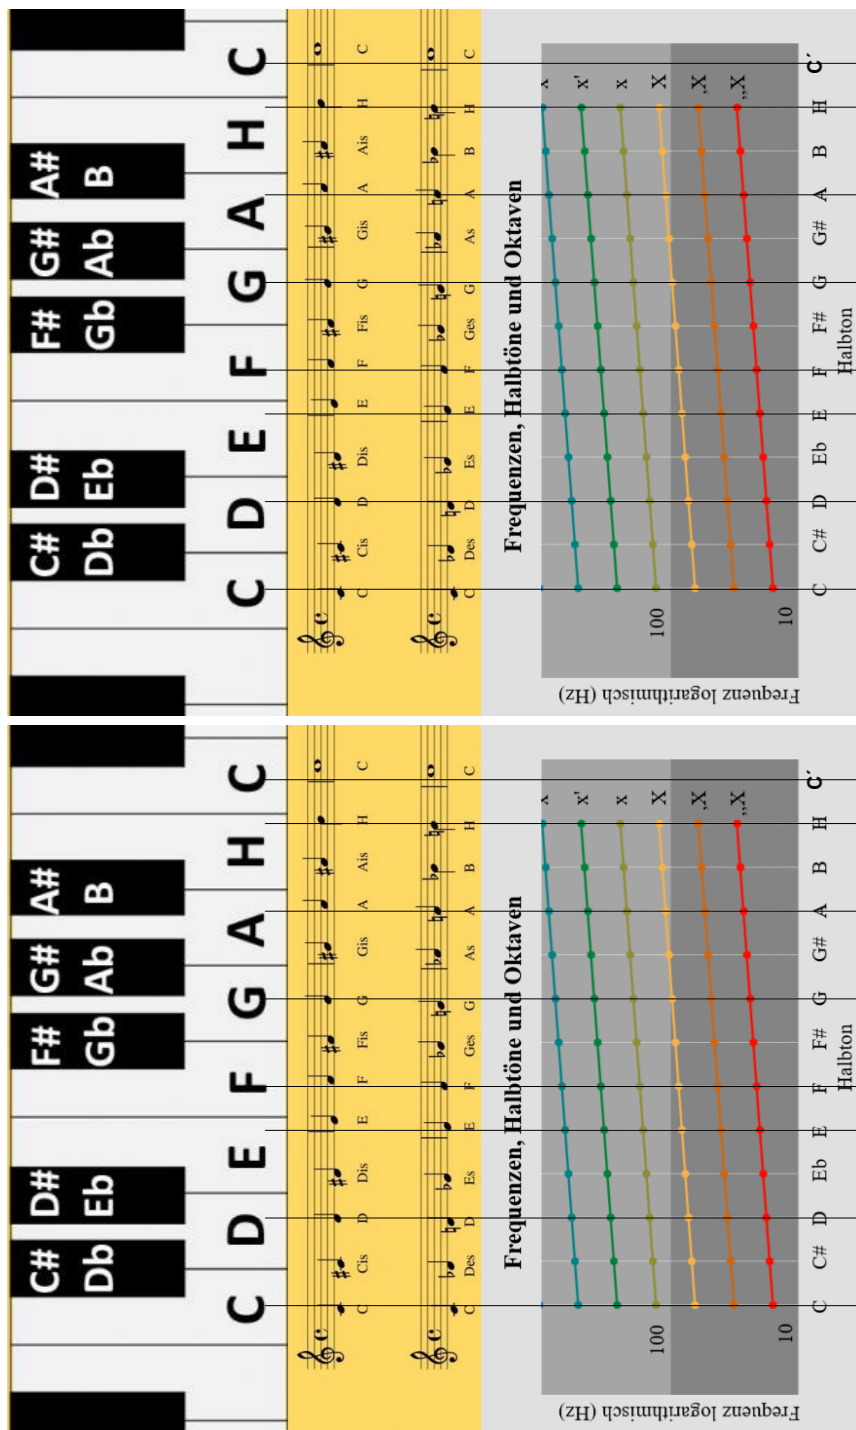 C# D# F# G# A#
Db Eb Gb Ab B
C D E F G A H C
C Cis D Dis E F Fis G Gis A Ais H C
C Des D Es E F Ges G As A B H C
Frequenzen, Halbtöne und Oktaven
x'
x
X
,X
,,X
100
10
Frequenz logarithmisch (Hz)
C C# D Eb E F F# G G# A B H C´
Halbton
C# D# F# G# A#
Db Eb Gb Ab B
C D E F G A H C
C Cis D Dis E F Fis G Gis A Ais H C
C Des D Es E F Ges G As A B H C
Frequenzen, Halbtöne und Oktaven
x'
x
X
,X
,,X
100
10
Frequenz logarithmisch (Hz)
C C# D Eb E F F# G G# A B H C´
Halbton